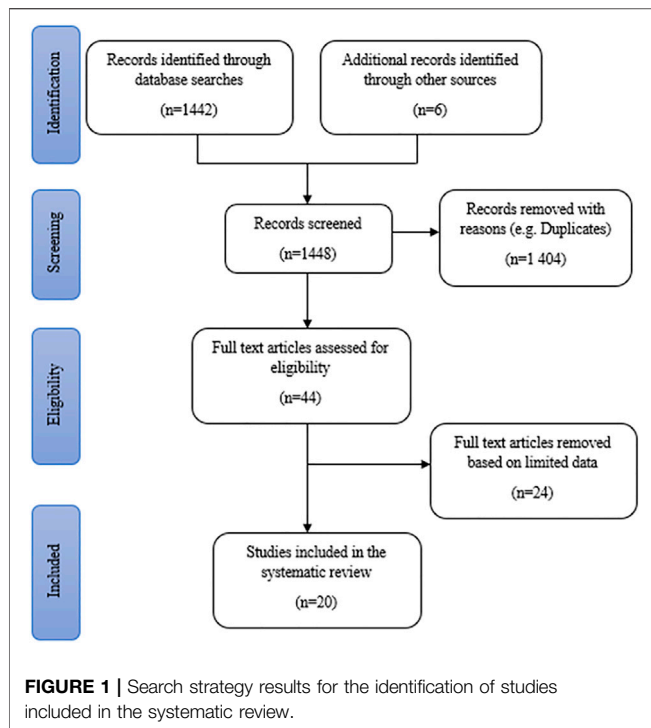 Identification
Records identified through
database searches
(n=1442)
Additional records identified
through other sources
(n=6)
Screening
Records screened
(n=1448)
Records removed with
reasons (e.g. Duplicates)
(n=1 404)
Eligibility
Full text articles assessed for
eligibility
(n=44)
Full text articles removed
based on limited data
(n=24)
Included
Studies included in the
systematic review
(n=20)
FIGURE 1 | Search strategy results for the identification of studies
included in the systematic review.